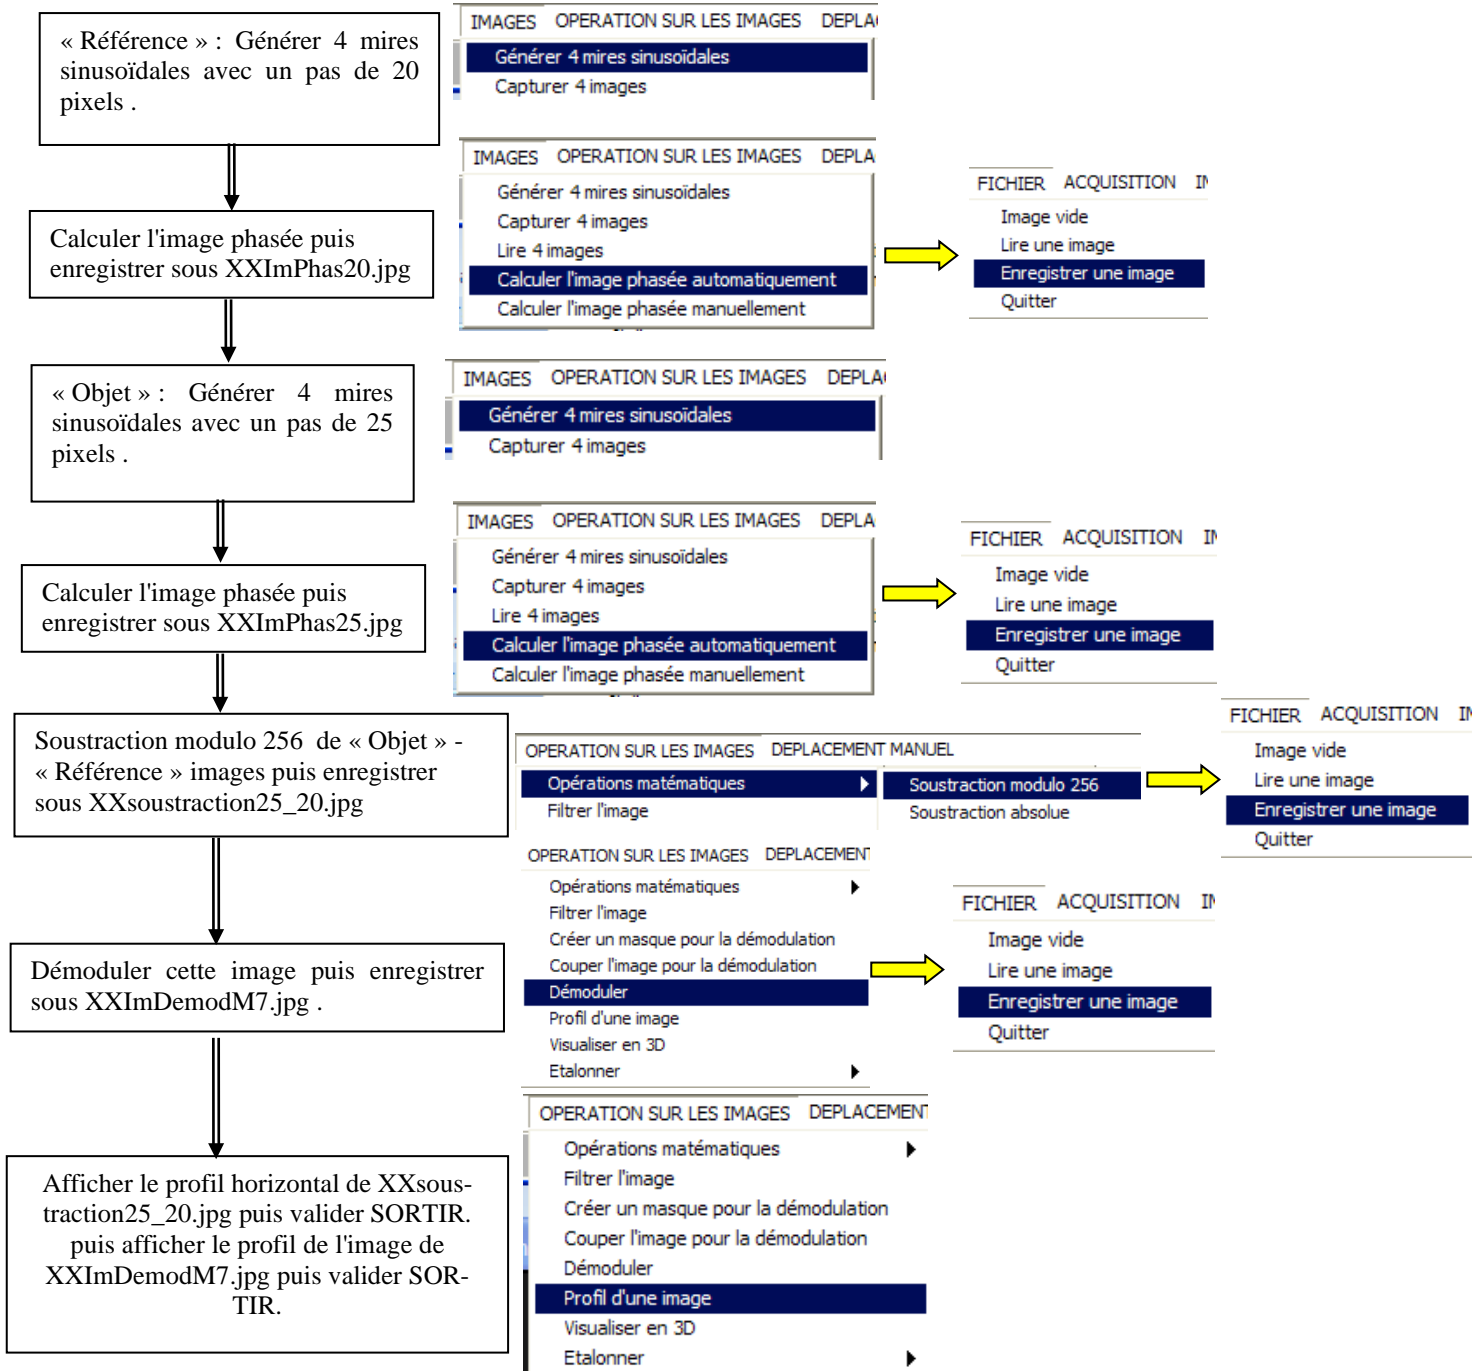 « Référence » : Générer 4 mires
sinusoïdales avec un pas de 20
pixels .
IMAGES OPERATION SUR LES IMAGES
Générer 4 mires sinusoïdales
Capturer 4 images
Calculer l'image phasée puis
enregistrer sous XXImPhas20.jpg
IMAGES OPERATION SUR LES IMAGES
Générer 4 mires sinusoïdales
Capturer 4 images
Lire 4 images
Calculer l'image phasée automatiquement
Calculer l'image phasée manuellement
FICHIER ACQUISITION
Image vide
Lire une image
Enregistrer une image
Quitter
« Objet » : Générer 4 mires
sinusoïdales avec un pas de 25
pixels .
IMAGES OPERATION SUR LES IMAGES
Générer 4 mires sinusoïdales
Capturer 4 images
Calculer l'image phasée puis
enregistrer sous XXImPhas25.jpg
IMAGES OPERATION SUR LES IMAGES DEPLA
Générer 4 mires sinusoïdales
Capturer 4 images
Lire 4 images
Calculer l'image phasée automatiquement
Calculer l'image phasée manuellement
FICHIER ACQUISITION
Image vide
Lire une image
Enregistrer une image
Quitter
Soustraction modulo 256 de « Objet » -
« Référence » images puis enregistrer
sous XXsoustraction25_20.jpg
OPERATION SUR LES IMAGES DEPLACEMENT MANUEL
Opérations matématiques Soustraction modulo 256
Filtrer l'image Soustraction absolue
FICHIER ACQUISITION
Image vide
Lire une image
Enregistrer une image
Quitter
Démoduler cette image puis enregistrer
sous XXImDemodM7.jpg .
OPERATION SUR LES IMAGES DEPLACEMENT
Opérations matématiques
Filtrer l'image
Créer un masque pour la démodulation
Couper l'image pour la démodulation
Démoduler
Profil d'une image
Visualiser en 3D
Etalonner
FICHIER ACQUISITION
Image vide
Lire une image
Enregistrer une image
Quitter
Afficher le profil horizontal de XXsous-
traction25_20.jpg puis valider SORTIR.
puis afficher le profil de l'image de
XXImDemodM7.jpg puis valider SOR-
TIR.
OPERATION SUR LES IMAGES DEPLACEMENT
Opérations matématiques
Filtrer l'image
Créer un masque pour la démodulation
Couper l'image pour la démodulation
Démoduler
Profil d'une image
Visualiser en 3D
Etalonner